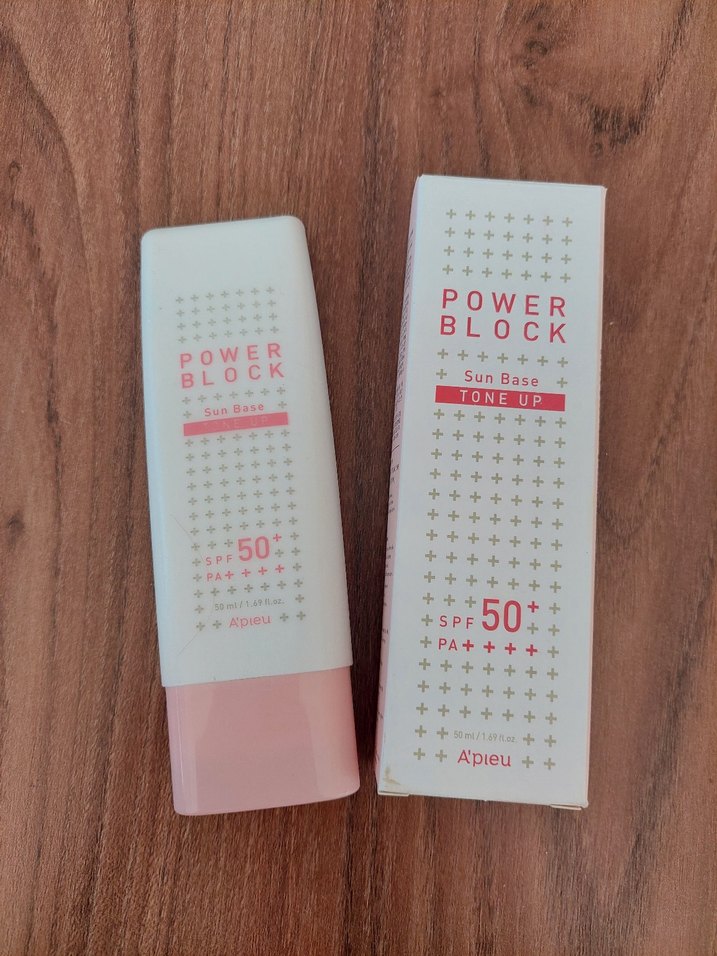 POWER
BLOCK
Sun Base
TONE UP
SPF 50+
PA++++
50 ml / 1.69 fl.oz.
A'pieu
POWER
BLOCK
Sun Base
TONE UP
SPF 50+
PA++++
50 ml / 1.69 fl.oz
A'pieu